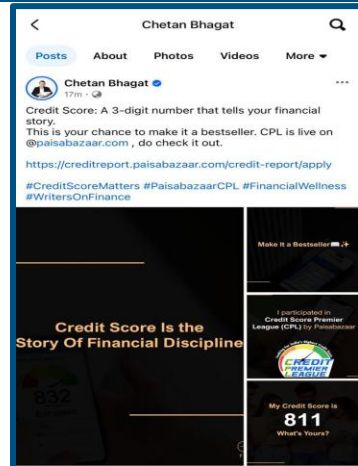 Chetan Bhagat
Posts About Photos Videos More
Chetan Bhagat
17m
Credit Score: A 3-digit number that tells your financial
story.
This is your chance to make it a bestseller. CPL is live on
@paisabazaar.com , do check it out.
https://creditreport.paisabazaar.com/credit-report/apply
#CreditScoreMatters #PaisabazaarCPL #FinancialWellness
#WritersOnFinance
Credit Score Is the
Story Of Financial Discipline
832
Make It a Bestseller
I participated in
Credit Score Premier
League (CPL) by Paisabazaar
CREDIT
PREMIER
LEAGUE
My Credit Score is
811
What's Yours?